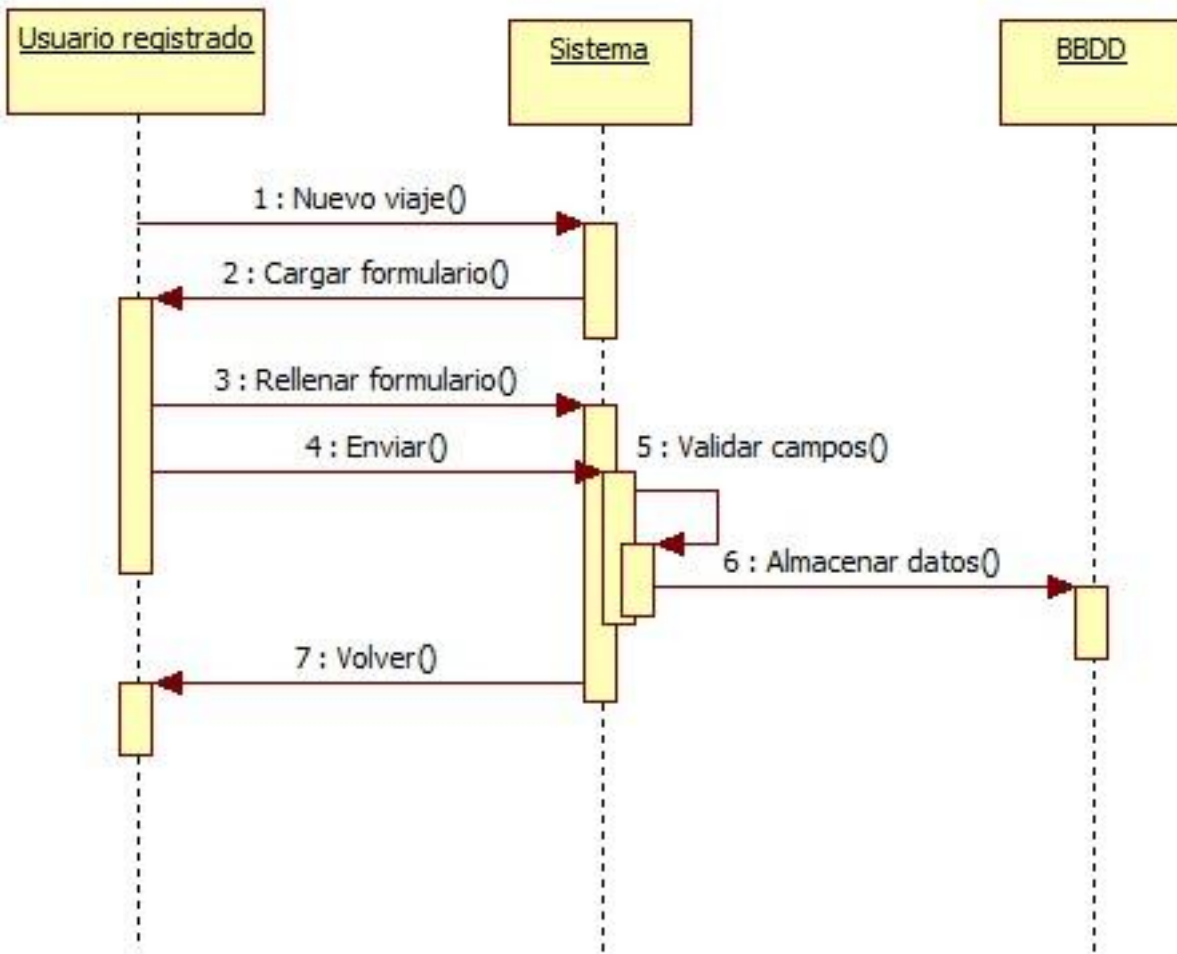 Usuario registrado
Sistema
BBDD
1 : Nuevo viaje()
2 : Cargar formulario()
3 : Rellenar formulario()
4 : Enviar()
5 : Validar campos()
6 : Almacenar datos()
7 : Volver()